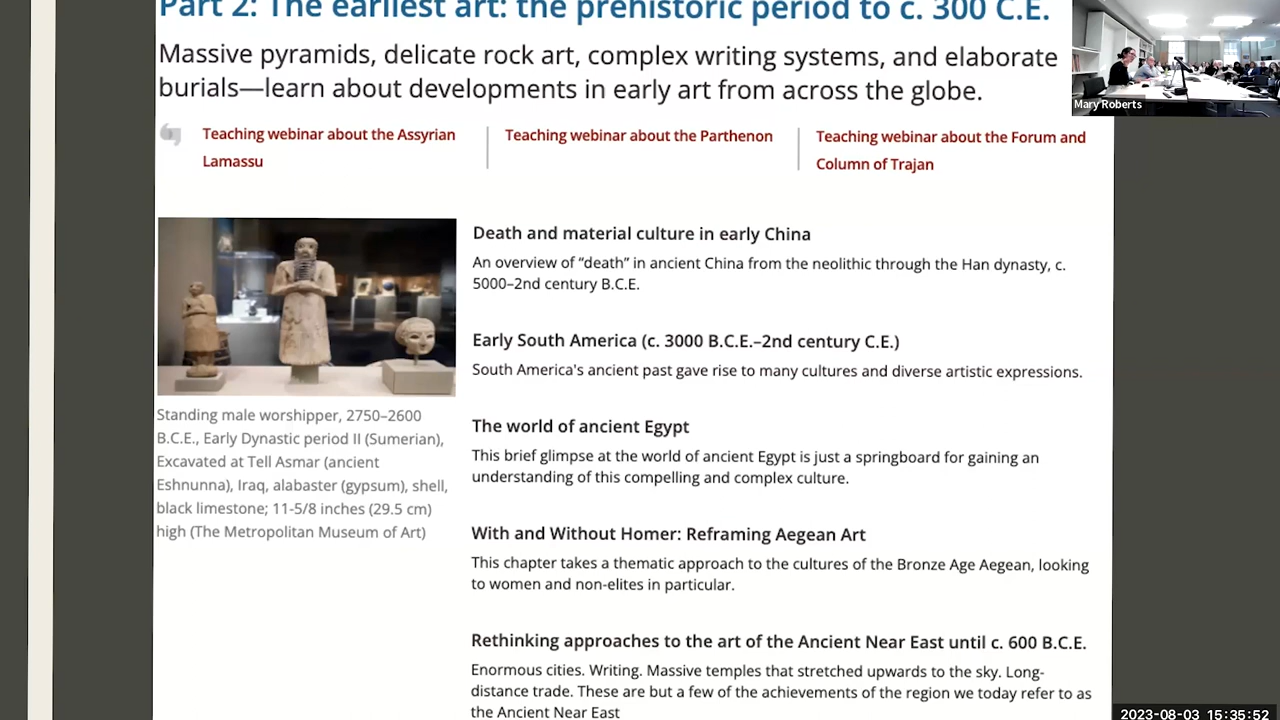 Part 2: The earliest art: the prehistoric period to c. 300 C.E.
Massive pyramids, delicate rock art, complex writing systems, and elaborate
burials—learn about developments in early art from across the globe.
Mary Roberts
Teaching webinar about the Assyrian
Lamassu
Teaching webinar about the Parthenon
Teaching webinar about the Forum and
Column of Trajan
Standing male worshipper, 2750–2600
B.C.E., Early Dynastic period II (Sumerian),
Excavated at Tell Asmar (ancient
Eshnunna), Iraq, alabaster (gypsum), shell,
black limestone; 11-5/8 inches (29.5 cm)
high (The Metropolitan Museum of Art)
Death and material culture in early China
An overview of “death” in ancient China from the neolithic through the Han dynasty, c.
5000–2nd century B.C.E.
Early South America (c. 3000 B.C.E.–2nd century C.E.)
South America's ancient past gave rise to many cultures and diverse artistic expressions.
The world of ancient Egypt
This brief glimpse at the world of ancient Egypt is just a springboard for gaining an
understanding of this compelling and complex culture.
With and Without Homer: Reframing Aegean Art
This chapter takes a thematic approach to the cultures of the Bronze Age Aegean, looking
to women and non-elites in particular.
Rethinking approaches to the art of the Ancient Near East until c. 600 B.C.E.
Enormous cities. Writing. Massive temples that stretched upwards to the sky. Long-
distance trade. These are but a few of the achievements of the region we today refer to as
the Ancient Near East
2023-08-03 15:35:52